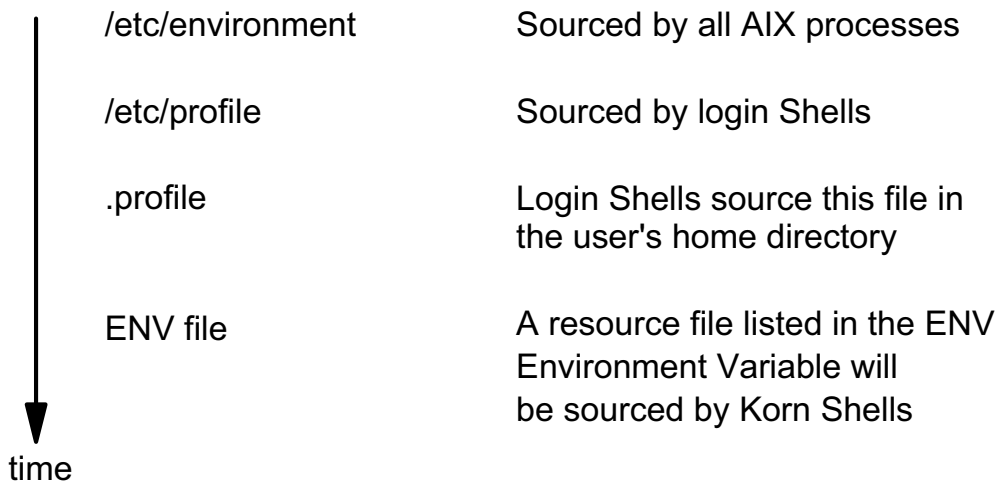 /etc/environment Sourced by all AIX processes
/etc/profile Sourced by login Shells
.profile Login Shells source this file in
the user's home directory
ENV file A resource file listed in the ENV
Environment Variable will
be sourced by Korn Shells
time